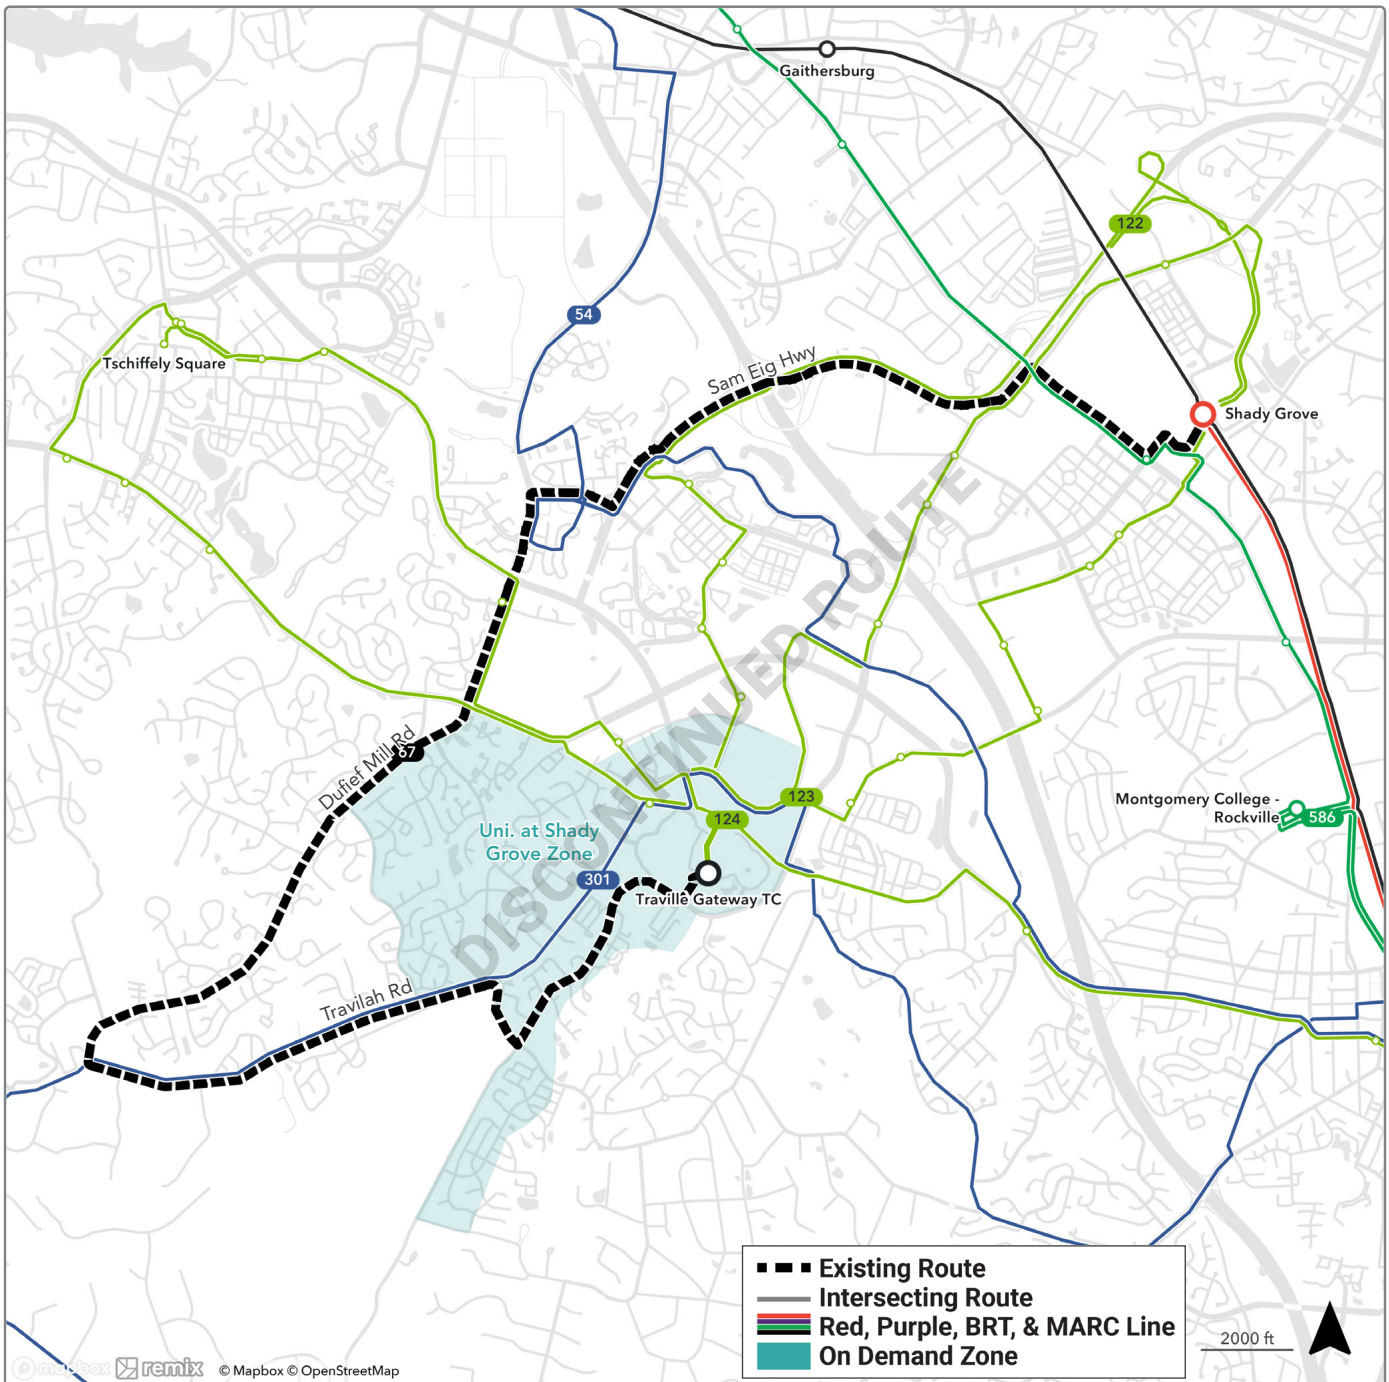 Gaithersburg
122
54
Sam Eig Hwy
Tschiffely Square
Shady Grove
DISCONTINUED ROUTE
Dufief Mill Rd
67
Montgomery College -
Rockville
586
123
124
Uni. at Shady
Grove Zone
301
Traville Gateway TC
Travilah Rd
Existing Route
Intersecting Route
Red, Purple, BRT, & MARC Line
On Demand Zone
2000 ft
mapbox
remix
© Mapbox © OpenStreetMap